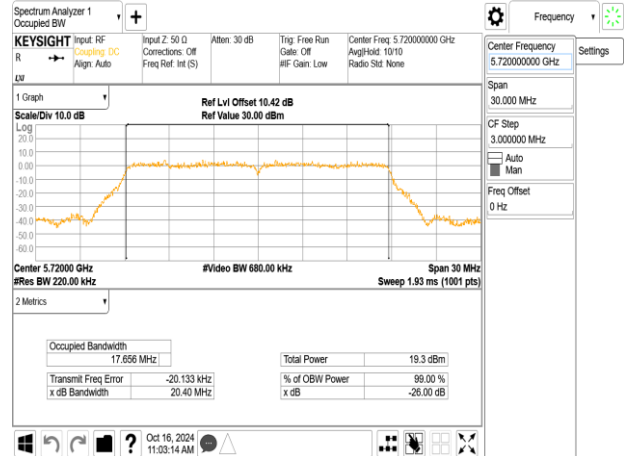 Spectrum Analyzer 1
Occupied BW
Frequency
KEYSIGHT
R
Input: RF
Coupling: DC
Align: Auto
Input Z: 50 Ω
Corrections: Off
Freq Ref: Int (S)
Atten: 30 dB
Trig: Free Run
Gate: Off
#IF Gain: Low
Center Freq: 5.720000000 GHz
Avg|Hold: 10/10
Radio Std: None
Center Frequency
5.720000000 GHz
Settings
Span
30.000 MHz
CF Step
3.000000 MHz
Auto
Man
Freq Offset
0 Hz
1 Graph
Scale/Div 10.0 dB
Ref Lvl Offset 10.42 dB
Ref Value 30.00 dBm
Log
20.0
10.0
0.00
-10.0
-20.0
-30.0
-40.0
-50.0
-60.0
Center 5.72000 GHz
#Video BW 680.00 kHz
Span 30 MHz
#Res BW 220.00 kHz
Sweep 1.93 ms (1001 pts)
2 Metrics
Occupied Bandwidth
17.656 MHz
Total Power 19.3 dBm
Transmit Freq Error -20.133 kHz
% of OBW Power 99.00 %
x dB Bandwidth 20.40 MHz
x dB -26.00 dB
Oct 16, 2024
11:03:14 AM